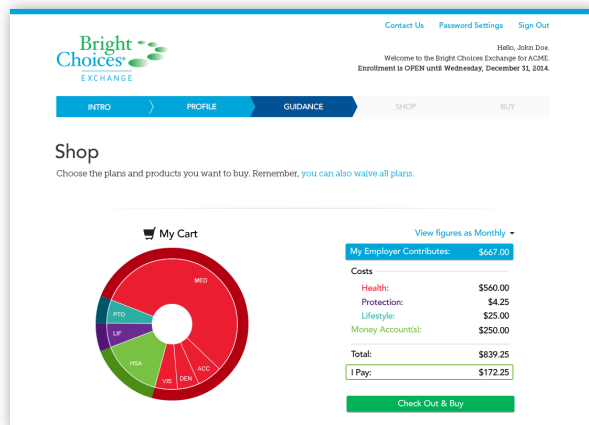 Contact Us Password Settings Sign Out
Bright
Choices®
EXCHANGE
Hello, John Doe.
Welcome to the Bright Choices Exchange for ACME.
Enrollment is OPEN until Wednesday, December 31, 2014.
INTRO PROFILE GUIDANCE SHOP BUY
Shop
Choose the plans and products you want to buy. Remember, you can also waive all plans.
My Cart
MED
PTO
LIF
HSA
VIS
DEN
ACC
View figures as Monthly
My Employer Contributes: $667.00
Costs
Health: $560.00
Protection: $4.25
Lifestyle: $25.00
Money Account(s): $250.00
Total: $839.25
I Pay: $172.25
Check Out & Buy